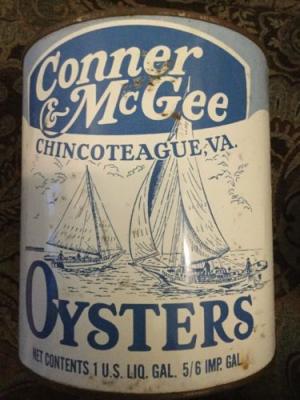 Conner
& McGee
CHINCOTEAGUE, VA.
OYSTERS
NET CONTENTS 1 U.S. LIQ. GAL. 5/6 IMP. GAL.